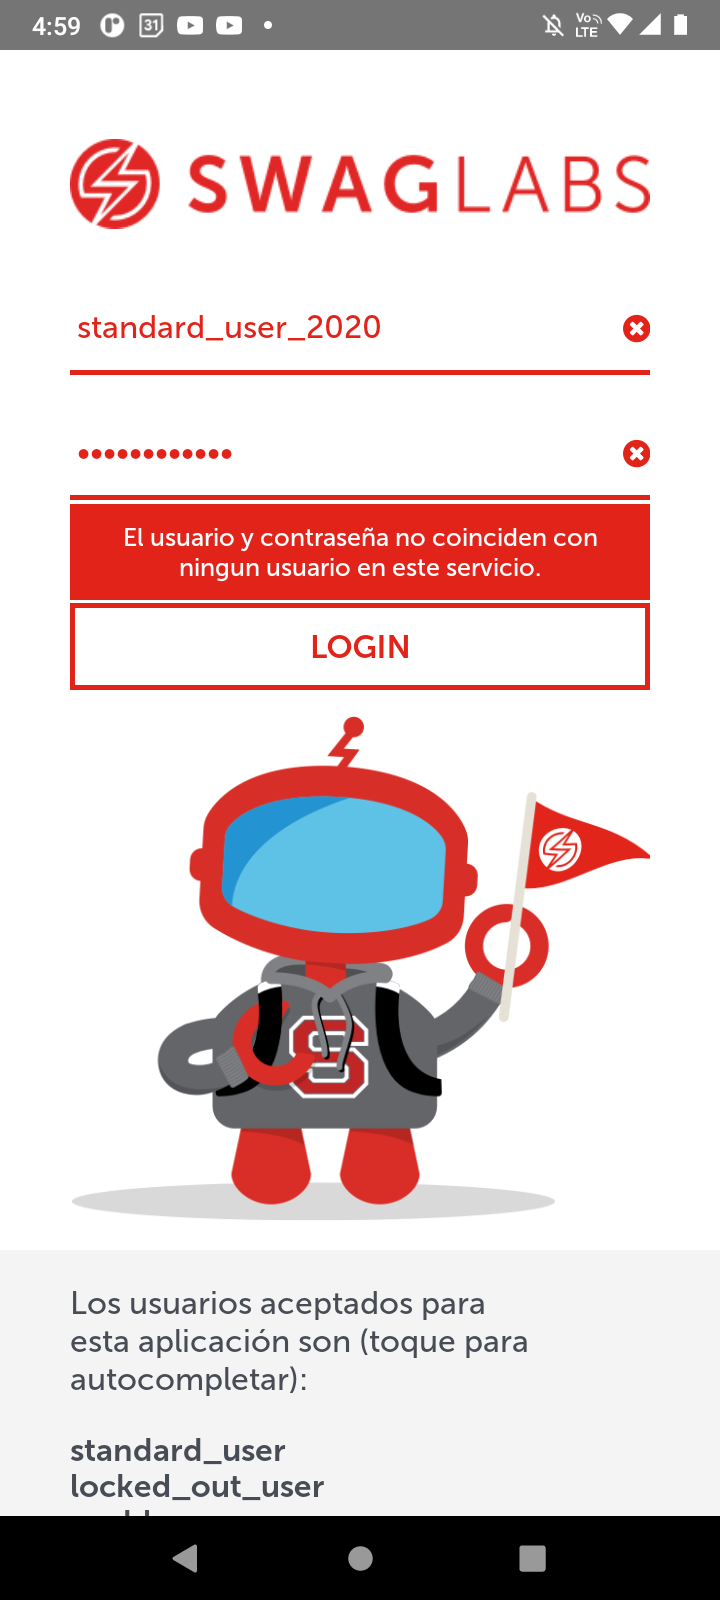 4:59
31
Vo
LTE
SWAGLABS
standard_user_2020
••••••••••••
El usuario y contraseña no coinciden con
ningun usuario en este servicio.
LOGIN
S
Los usuarios aceptados para
esta aplicación son (toque para
autocompletar):
standard_user
locked_out_user